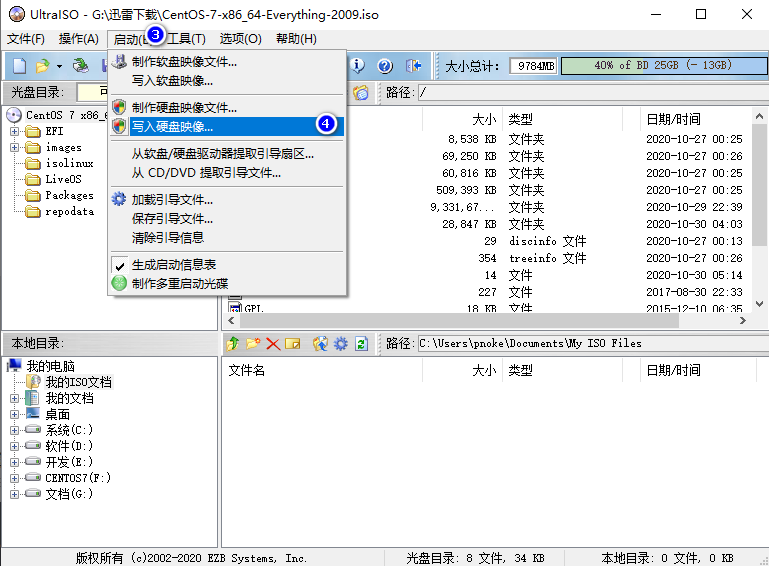 UltraISO - G:\迅雷下载\CentOS-7-x86_64-Everything-2009.iso
文件(F) 操作(A) 启动( 3 工具(T) 选项(O) 帮助(H)
大小总计: 9784MB 40% of BD 25GB (- 13GB)
光盘目录: 可 路径: /
制作软盘映像文件...
写入软盘映像...
制作硬盘映像文件...
写入硬盘映像... 4
从软盘/硬盘驱动器提取引导扇区...
从 CD/DVD 提取引导文件...
加载引导文件...
保存引导文件...
清除引导信息
生成启动信息表
制作多重启动光碟
CentOS 7 x86_6
EFI
images
isolinux
LiveOS
Packages
repodata
大小 类型 日期/时间
8,538 KB 文件夹 2020-10-27 00:25
69,250 KB 文件夹 2020-10-27 00:25
60,816 KB 文件夹 2020-10-27 00:25
509,393 KB 文件夹 2020-10-27 00:25
9,331,67... 文件夹 2020-10-29 22:39
28,847 KB 文件夹 2020-10-30 04:03
29 discinfo 文件 2020-10-27 00:13
354 treeinfo 文件 2020-10-27 00:25
14 文件 2020-10-30 05:14
227 文件 2017-08-30 22:33
GPL 18 KB 文件 2015-12-10 06:35
本地目录: 路径: C:\Users\pnoke\Documents\My ISO Files
我的电脑
我的ISO文档
我的文档
桌面
系统(C:)
软件(D:)
开发(E:)
CENTOS7(F:)
文档(G:)
文件名 大小 类型 日期/时间
版权所有 (c)2002-2020 EZB Systems, Inc. 光盘目录: 8 文件, 34 KB 本地目录: 0 文件, 0 KB